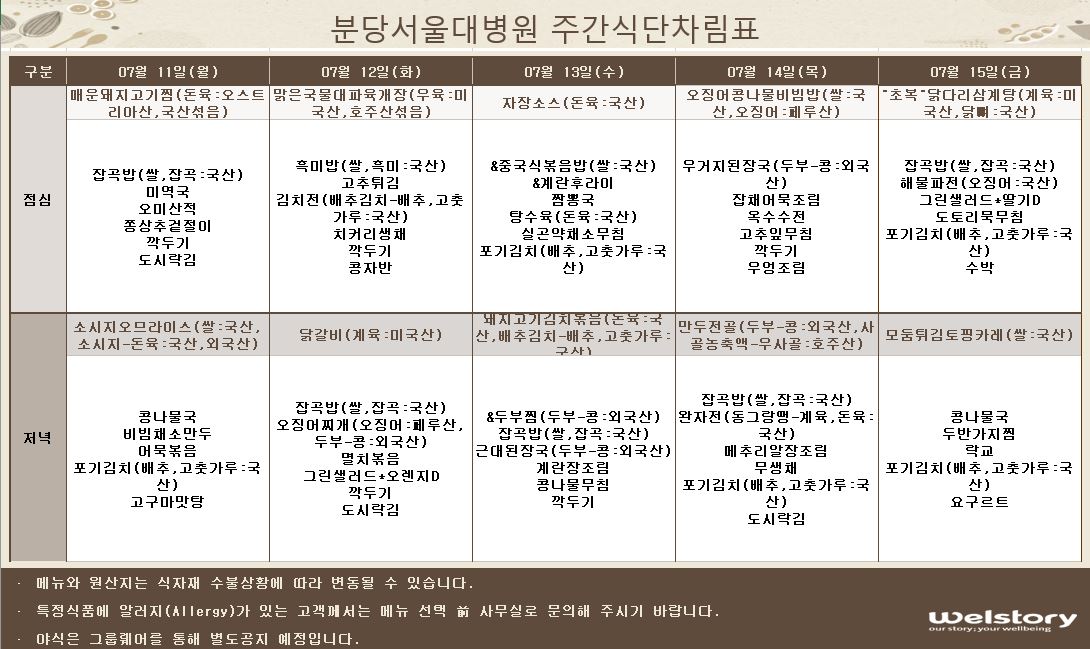 분당서울대병원 주간식단차림표
구분
07월 11일(월)
07월 12일(화)
07월 13일(수)
07월 14일(목)
07월 15일(금)
점심
매운돼지고기찜(돈육:오스트
리아산,국산섞음)
잡곡밥(쌀,잡곡:국산)
미역국
오미산적
쫑상추겉절이
깍두기
도시락김
맑은국물대파육개장(우육:미
국산,호주산섞음)
흑미밥(쌀,흑미:국산)
고추튀김
김치전(배추김치-배추,고춧
가루:국산)
치커리생채
깍두기
콩자반
자장소스(돈육:국산)
&중국식볶음밥(쌀:국산)
&계란후라이
짬뽕국
탕수육(돈육:국산)
실곤약채소무침
포기김치(배추,고춧가루:국
산)
오징어콩나물비빔밥(쌀:국
산,오징어:페루산)
우거지된장국(두부-콩:외국
산)
잡채어묵조림
옥수수전
고추잎무침
깍두기
우엉조림
"초복"닭다리삼계탕(계육:미
국산,닭뼈:국산)
잡곡밥(쌀,잡곡:국산)
해물파전(오징어:국산)
그린샐러드*딸기D
도토리묵무침
포기김치(배추,고춧가루:국
산)
수박
저녁
소시지오므라이스(쌀:국산,
소시지-돈육:국산,외국산)
콩나물국
비빔채소만두
어묵볶음
포기김치(배추,고춧가루:국
산)
고구마맛탕
닭갈비(계육:미국산)
잡곡밥(쌀,잡곡:국산)
오징어찌개(오징어:페루산,
두부-콩:외국산)
멸치볶음
그린샐러드*오렌지D
깍두기
도시락김
돼지고기김치볶음(돈육:국
산,배추김치-배추,고춧가루:
국산)
&두부찜(두부-콩:외국산)
잡곡밥(쌀,잡곡:국산)
근대된장국(두부-콩:외국산)
계란장조림
콩나물무침
깍두기
만두전골(두부-콩:외국산,사
골농축액-우사골:호주산)
잡곡밥(쌀,잡곡:국산)
완자전(동그랑땡-계육,돈육:
국산)
메추리알장조림
무생채
포기김치(배추,고춧가루:국
산)
도시락김
모둠튀김토핑카레(쌀:국산)
콩나물국
두반가지찜
락교
포기김치(배추,고춧가루:국
산)
요구르트
· 메뉴와 원산지는 식자재 수불상황에 따라 변동될 수 있습니다.
· 특정식품에 알러지(Allergy)가 있는 고객께서는 메뉴 선택 前 사무실로 문의해 주시기 바랍니다.
· 야식은 그룹웨어를 통해 별도공지 예정입니다.
Welstory
our story; your wellbeing